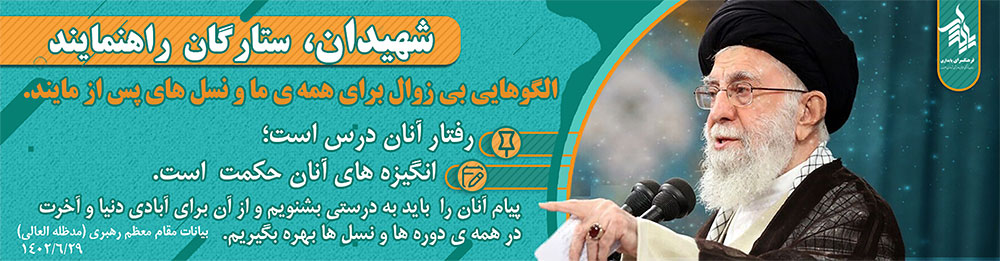 شهیدان، ستارگان راهنمایند
الگوهایی بی زوال برای همه ی ما و نسل های پس از مایند.
رفتار آنان درس است؛
انگیزه های آنان حکمت است.
پیام آنان را باید به درستی بشنویم و از آن برای آبادی دنیا و آخرت
در همه ی دوره ها و نسل ها بهره بگیریم.
بیانات مقام معظم رهبری (مدظله العالی)
۱۴۰۲/۶/۲۹
فرهنگسرای پایداری